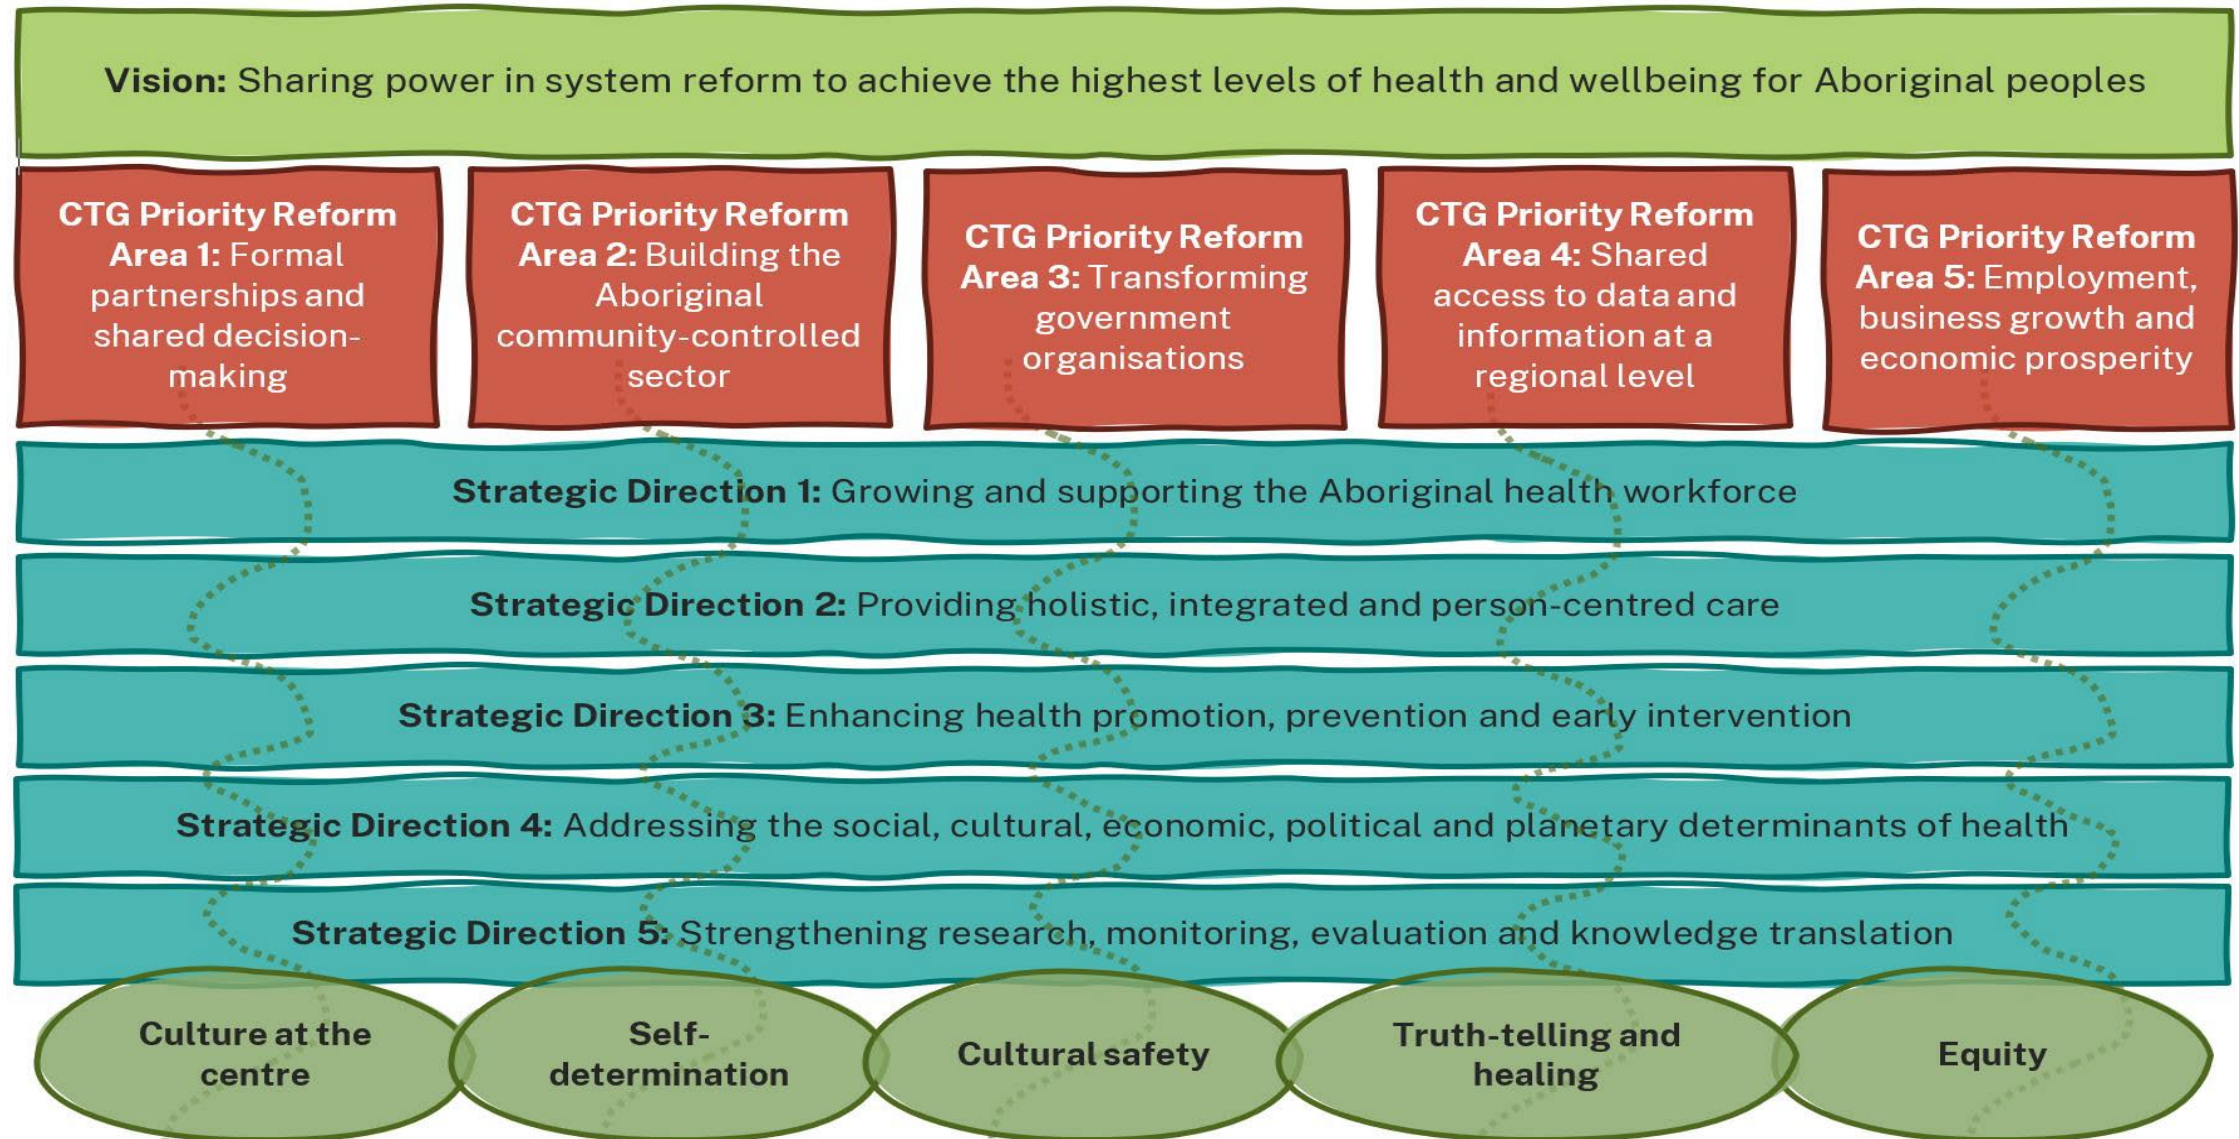 Vision: Sharing power in system reform to achieve the highest levels of health and wellbeing for Aboriginal peoples
CTG Priority Reform
Area 1: Formal
partnerships and
shared decision-
making
CTG Priority Reform
Area 2: Building the
Aboriginal
community-controlled
sector
CTG Priority Reform
Area 3: Transforming
government
organisations
CTG Priority Reform
Area 4: Shared
access to data and
information at a
regional level
CTG Priority Reform
Area 5: Employment,
business growth and
economic prosperity
Strategic Direction 1: Growing and supporting the Aboriginal health workforce
Strategic Direction 2: Providing holistic, integrated and person-centred care
Strategic Direction 3: Enhancing health promotion, prevention and early intervention
Strategic Direction 4: Addressing the social, cultural, economic, political and planetary determinants of health
Strategic Direction 5: Strengthening research, monitoring, evaluation and knowledge translation
Culture at the
centre
Self-
determination
Cultural safety
Truth-telling and
healing
Equity